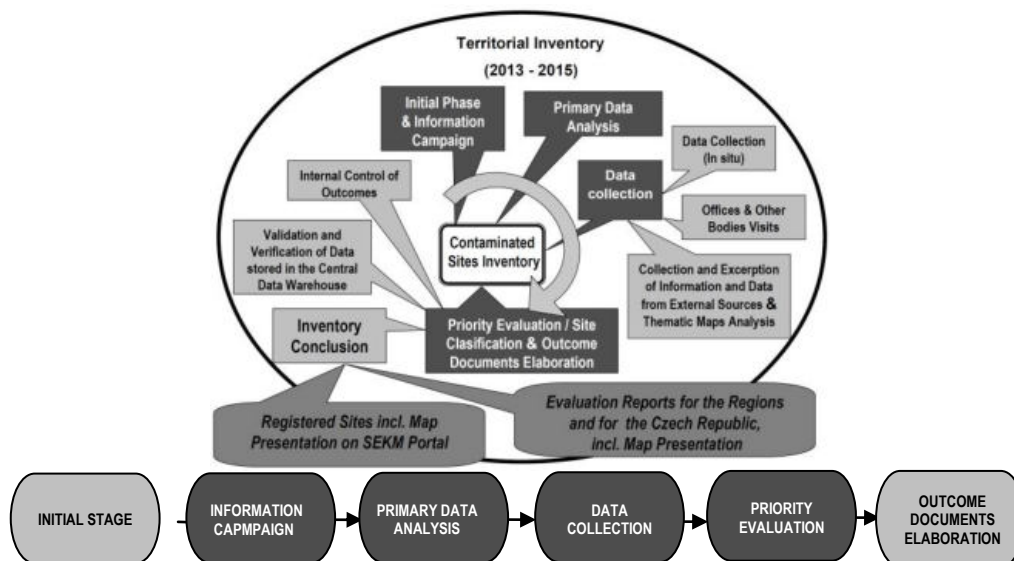 Territorial Inventory
(2013 - 2015)
Initial Phase
& Information
Campaign
Primary Data
Analysis
Data Collection
(In situ)
Internal Control of
Outcomes
Data
collection
Offices & Other
Bodies Visits
Validation and
Verification of Data
stored in the Central
Data Warehouse
Contaminated
Sites Inventory
Collection and Excerption
of Information and Data
from External Sources &
Thematic Maps Analysis
Inventory
Conclusion
Priority Evaluation / Site
Classification & Outcome
Documents Elaboration
Registered Sites incl. Map
Presentation on SEKM Portal
Evaluation Reports for the Regions
and for the Czech Republic,
incl. Map Presentation
INITIAL STAGE
INFORMATION
CAPMPAIGN
PRIMARY DATA
ANALYSIS
DATA
COLLECTION
PRIORITY
EVALUATION
OUTCOME
DOCUMENTS
ELABORATION